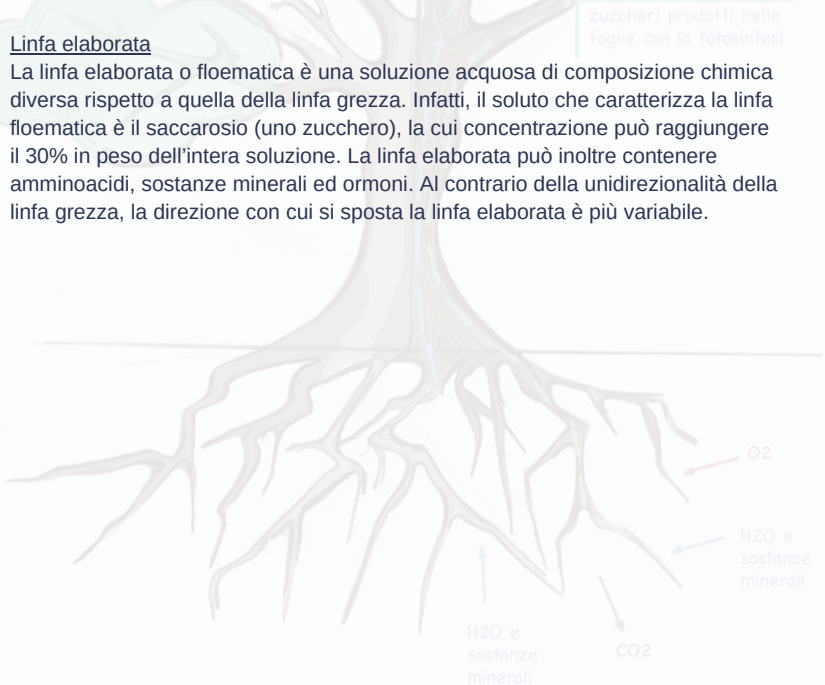 zuccheri prodotti nelle
foglie con la fotosintesi
Linfa elaborata
La linfa elaborata o floematica è una soluzione acquosa di composizione chimica
diversa rispetto a quella della linfa grezza. Infatti, il soluto che caratterizza la linfa
floematica è il saccarosio (uno zucchero), la cui concentrazione può raggiungere
il 30% in peso dell’intera soluzione. La linfa elaborata può inoltre contenere
amminoacidi, sostanze minerali ed ormoni. Al contrario della unidirezionalità della
linfa grezza, la direzione con cui si sposta la linfa elaborata è più variabile.
O2
H2O e
sostanze
minerali
H2O e
sostanze
minerali
CO2